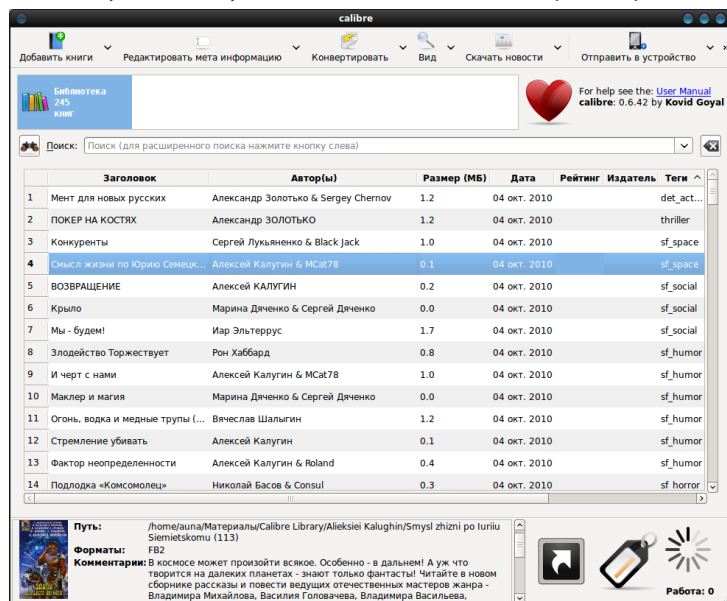 calibre
Добавить книги Редактировать мета информацию Конвертировать Вид Скачать новости Отправить в устройство »
Библиотека
245
книг
For help see the: User Manual
calibre: 0.6.42 by Kovid Goyal
Поиск: Поиск (для расширенного поиска нажмите кнопку слева)
Заголовок Автор(ы) Размер (МБ) Дата Рейтинг Издатель Теги
1 Мент для новых русских Александр Золотько & Sergey Chernov 1.2 04 окт. 2010 det_act...
2 ПОКЕР НА КОСТЯХ Александр ЗОЛОТЬКО 1.2 04 окт. 2010 thriller
3 Конкуренты Сергей Лукьяненко & Black Jack 1.0 04 окт. 2010 sf_space
4 Смысл жизни по Юрию Семецк... Алексей Калугин & MCat78 0.1 04 окт. 2010 sf_space
5 ВОЗВРАЩЕНИЕ Алексей КАЛУГИН 0.2 04 окт. 2010 sf_social
6 Крыло Марина Дяченко & Сергей Дяченко 0.0 04 окт. 2010 sf_social
7 Мы - будем! Иар Эльтеррус 1.7 04 окт. 2010 sf_social
8 Злодейство Торжествует Рон Хаббард 0.8 04 окт. 2010 sf_humor
9 И черт с нами Алексей Калугин & MCat78 1.0 04 окт. 2010 sf_humor
10 Маклер и магия Марина Дяченко & Сергей Дяченко 0.0 04 окт. 2010 sf_humor
11 Огонь, водка и медные трупы (... Вячеслав Шалыгин 1.2 04 окт. 2010 sf_humor
12 Стремление убивать Алексей Калугин 0.1 04 окт. 2010 sf_humor
13 Фактор неопределенности Алексей Калугин & Roland 0.4 04 окт. 2010 sf_humor
14 Подлодка «Комсомолец» Николай Басов & Consul 0.3 04 окт. 2010 sf_horror
Путь: /home/auna/Материалы/Calibre Library/Alieksiei Kalughin/Smysl zhizni po Iuriiu
Siemietskomu (113)
Форматы: FB2
Комментарии: В космосе может произойти всякое. Особенно - в дальнем! А уж что
творится на далеких планетах - знают только фантасты! Читайте в новом
сборнике рассказы и повести ведущих отечественных мастеров жанра -
Владимира Михайлова, Василия Головачева, Владимира Васильева,
Работа: 0